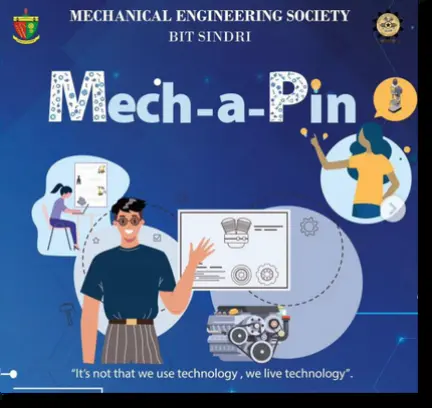 MECHANICAL ENGINEERING SOCIETY
BIT SINDRI
Mech-a-Pin
“It's not that we use technology , we live technology”.